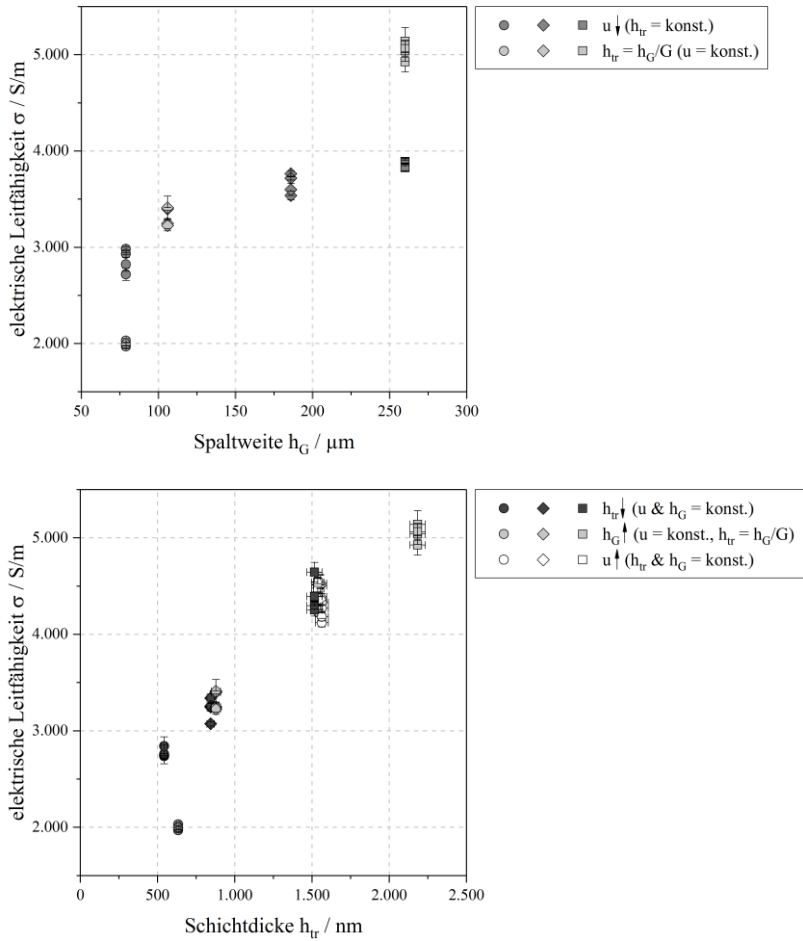 elektrische Leitfähigkeit σ / S/m
5.000
4.000
3.000
2.000
50 100 150 200 250 300
Spaltweite h_G / µm
u↓ (h_tr = konst.)
h_tr = h_G/G (u = konst.)
elektrische Leitfähigkeit σ / S/m
5.000
4.000
3.000
2.000
0 500 1.000 1.500 2.000 2.500
Schichtdicke h_tr / nm
h_tr↓ (u & h_G = konst.)
h_G↑ (u = konst., h_tr = h_G/G)
u↑ (h_tr & h_G = konst.)